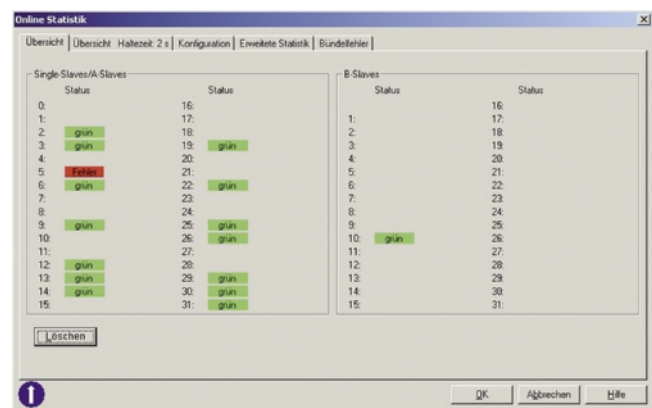 Online Statistik
Übersicht Übersicht Haltezeit: 2 s Konfiguration Erweitete Statistik Bündelfehler
Single-Slaves/A-Slaves
Status Status
0: 16:
1: 17:
2: grün 18:
3: grün 19: grün
4: 20:
5: Fehler 21:
6: grün 22: grün
7: 23:
8: 24:
9: grün 25: grün
10: 26: grün
11: 27:
12: grün 28:
13: grün 29: grün
14: grün 30: grün
15: 31: grün
B-Slaves
Status Status
16:
1: 17:
2: 18:
3: 19:
4: 20:
5: 21:
6: 22:
7: 23:
8: 24:
9: 25:
10: grün 26:
11: 27:
12: 28:
13: 29:
14: 30:
15: 31:
Löschen
OK Abbrechen Hilfe